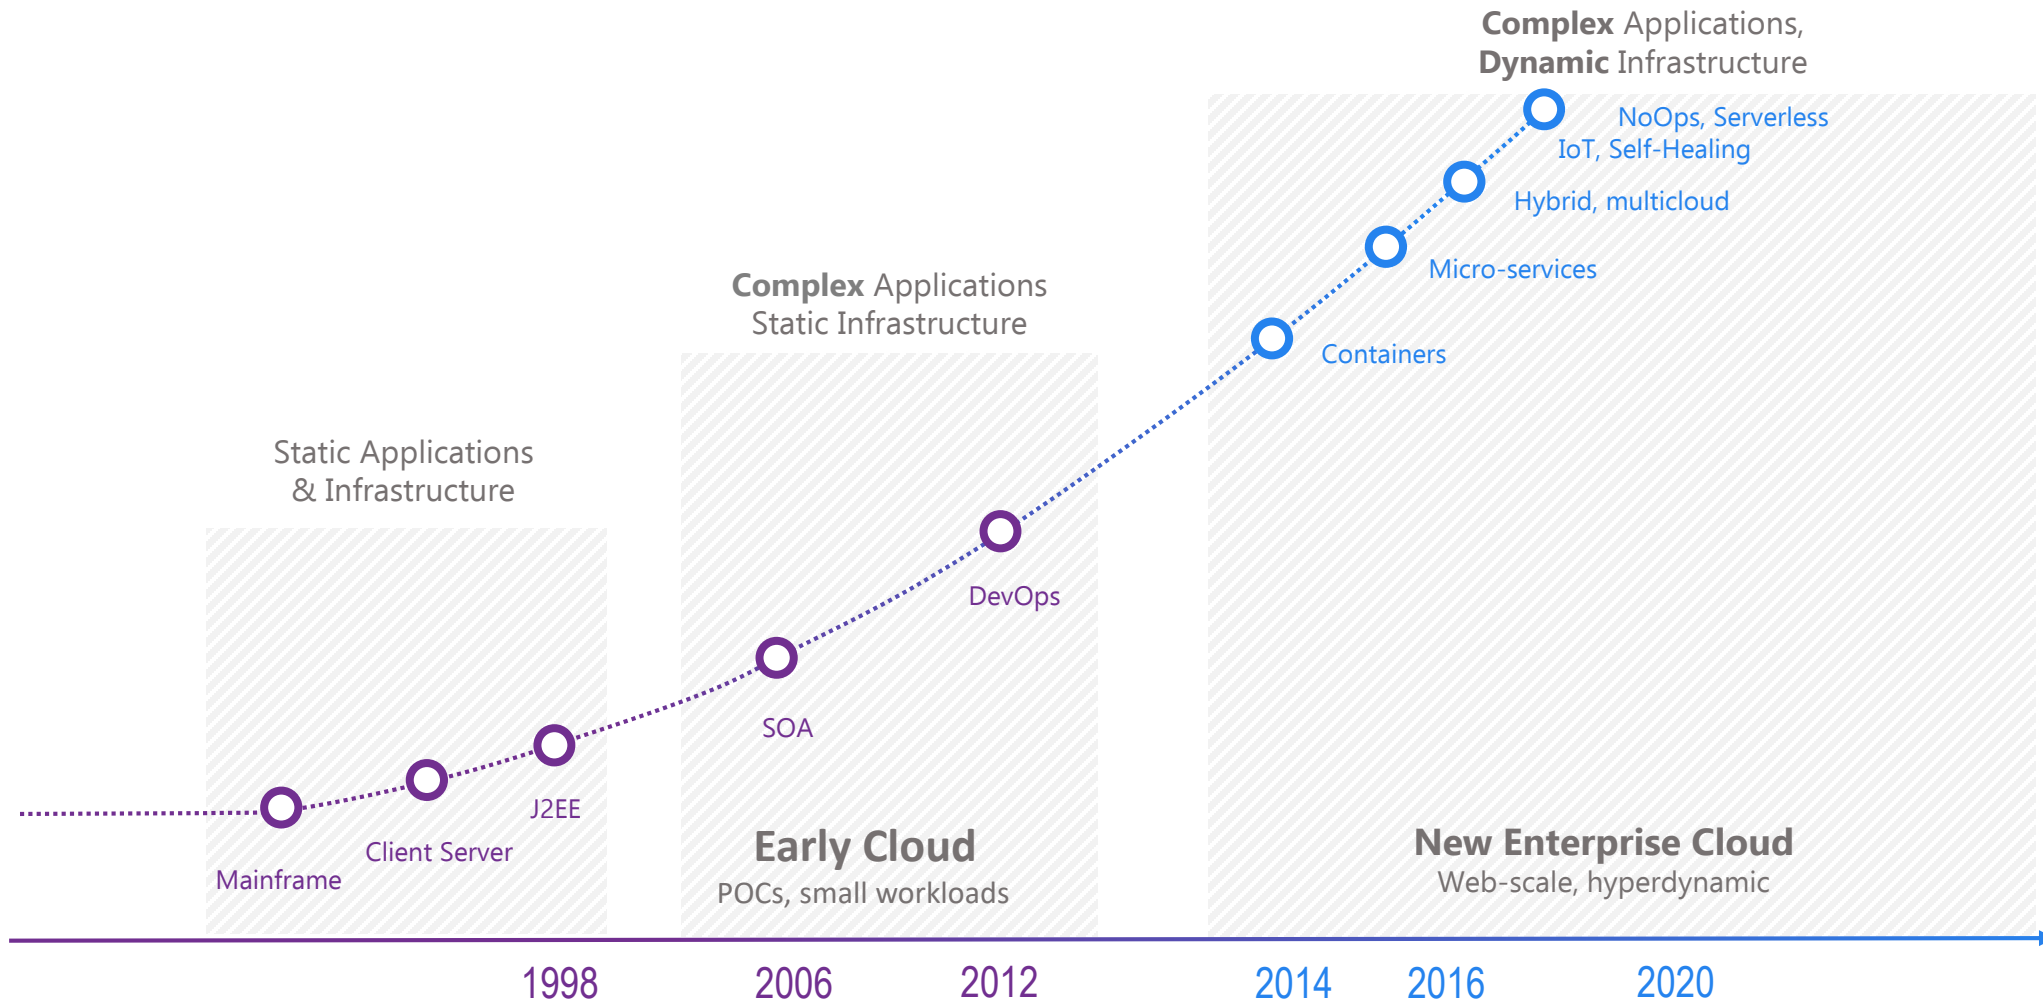 Complex Applications,
Dynamic Infrastructure
NoOps, Serverless
IoT, Self-Healing
Hybrid, multicloud
Micro-services
Containers
Complex Applications
Static Infrastructure
DevOps
SOA
Static Applications
& Infrastructure
J2EE
Client Server
Mainframe
Early Cloud
POCs, small workloads
New Enterprise Cloud
Web-scale, hyperdynamic
1998 2006 2012 2014 2016 2020